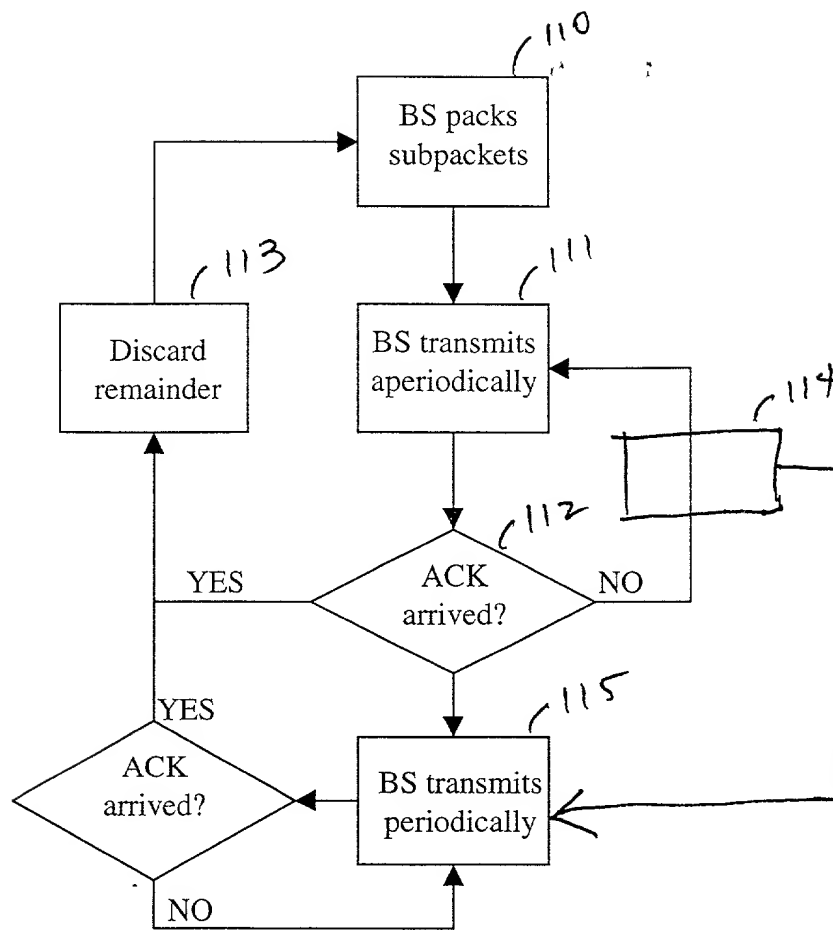 110
BS packs
subpackets
113
111
Discard
remainder
BS transmits
aperiodically
114
112
YES
ACK
arrived?
NO
YES
115
ACK
arrived?
BS transmits
periodically
NO